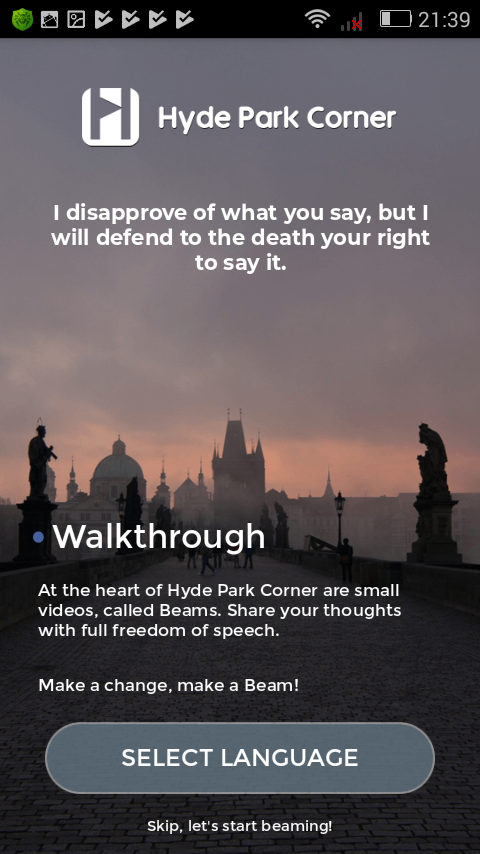 21:39
Hyde Park Corner
I disapprove of what you say, but I
will defend to the death your right
to say it.
Walkthrough
At the heart of Hyde Park Corner are small
videos, called Beams. Share your thoughts
with full freedom of speech.
Make a change, make a Beam!
SELECT LANGUAGE
Skip, let's start beaming!